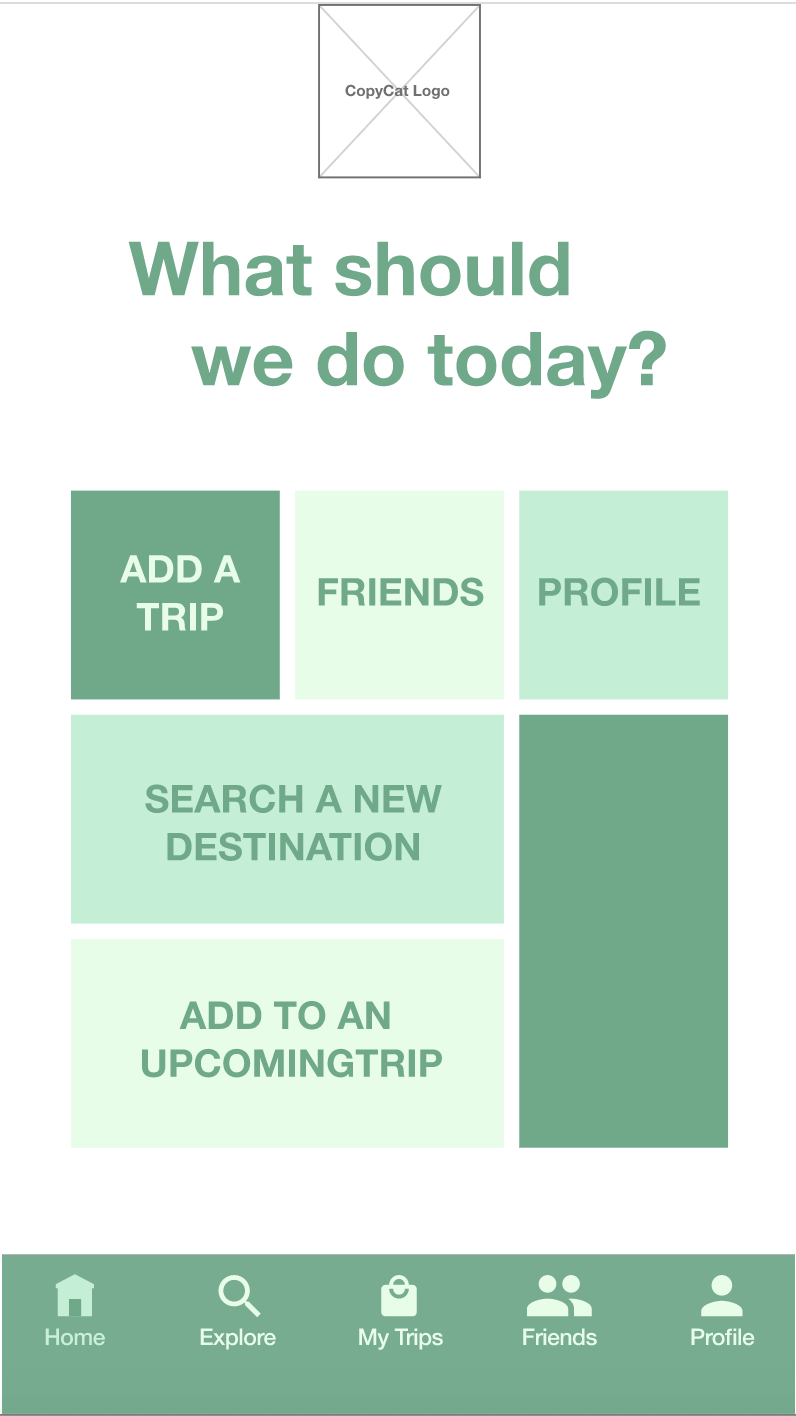 CopyCat Logo
What should
we do today?
ADD A
TRIP
FRIENDS
PROFILE
SEARCH A NEW
DESTINATION
ADD TO AN
UPCOMINGTRIP
Home
Explore
My Trips
Friends
Profile